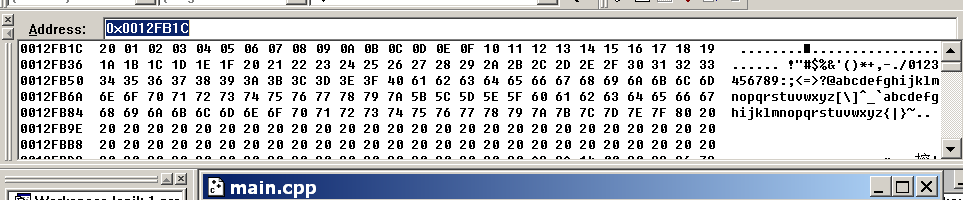 Address: 0x0012FB1C
0012FB1C 20 01 02 03 04 05 06 07 08 09 0A 0B 0C 0D 0E 0F 10 11 12 13 14 15 16 17 18 19 ........■.................
0012FB36 1A 1B 1C 1D 1E 1F 20 21 22 23 24 25 26 27 28 29 2A 2B 2C 2D 2E 2F 30 31 32 33 ...... !"#$%&'()*+,-./0123
0012FB50 34 35 36 37 38 39 3A 3B 3C 3D 3E 3F 40 61 62 63 64 65 66 67 68 69 6A 6B 6C 6D 456789:;<=>?@abcdefghijklm
0012FB6A 6E 6F 70 71 72 73 74 75 76 77 78 79 7A 5B 5C 5D 5E 5F 60 61 62 63 64 65 66 67 nopqrstuvwxyz[\]^_`abcdefg
0012FB84 68 69 6A 6B 6C 6D 6E 6F 70 71 72 73 74 75 76 77 78 79 7A 7B 7C 7D 7E 7F 80 20 hijklmnopqrstuvwxyz{|}~..
0012FB9E 20 20 20 20 20 20 20 20 20 20 20 20 20 20 20 20 20 20 20 20 20 20 20 20 20 20
0012FBB8 20 20 20 20 20 20 20 20 20 20 20 20 20 20 20 20 20 20 20 20 20 20 20 20 20 20
main.cpp